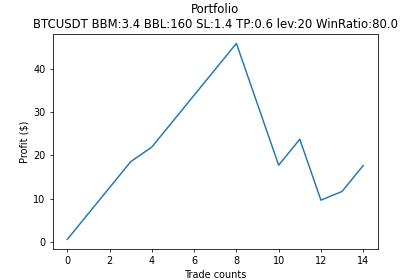 Portfolio
BTCUSDT BBM:3.4 BBL:160 SL:1.4 TP:0.6 lev:20 WinRatio:80.0
40
30
20
10
0
Profit ($)
0 2 4 6 8 10 12 14
Trade counts